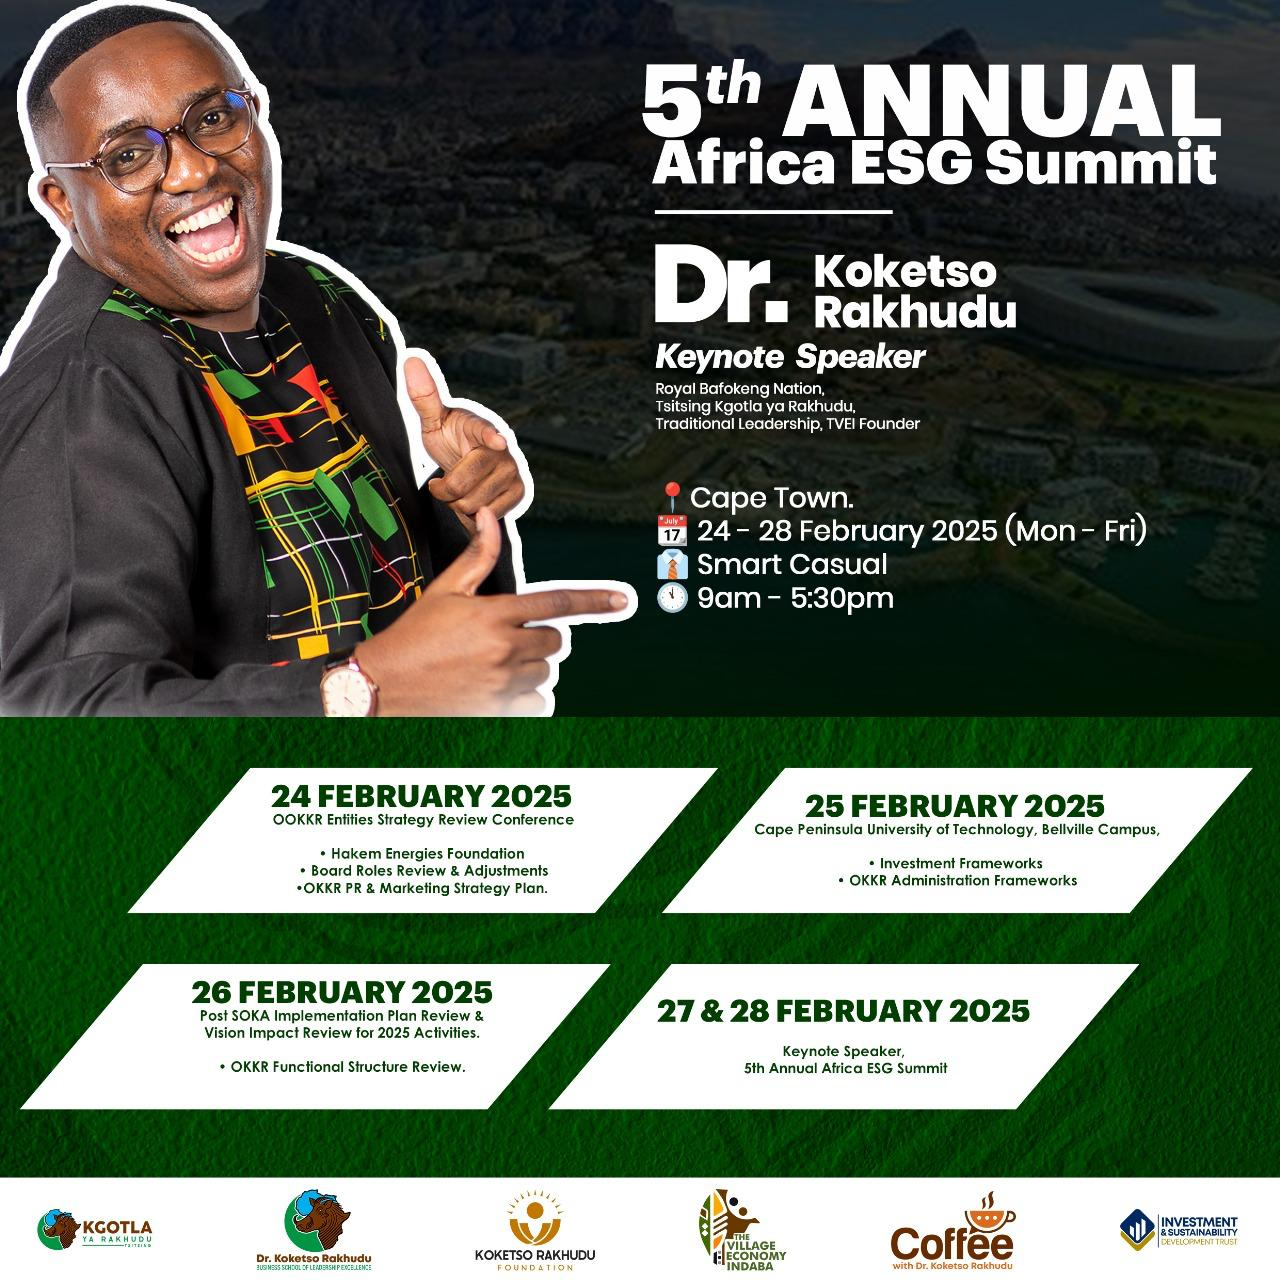 5th ANNUAL
Africa ESG Summit
Dr. Koketso
Rakhudu
Keynote Speaker
Royal Bafokeng Nation,
Tsitsing Kgotla ya Rakhudu,
Traditional Leadership, TVEI Founder
Cape Town.
July
17
24 - 28 February 2025 (Mon - Fri)
Smart Casual
9am - 5:30pm
24 FEBRUARY 2025
OOKKR Entities Strategy Review Conference
• Hakem Energies Foundation
• Board Roles Review & Adjustments
•OKKR PR & Marketing Strategy Plan.
25 FEBRUARY 2025
Cape Peninsula University of Technology, Bellville Campus,
• Investment Frameworks
• OKKR Administration Frameworks
26 FEBRUARY 2025
Post SOKA Implementation Plan Review &
Vision Impact Review for 2025 Activities.
• OKKR Functional Structure Review.
27 & 28 FEBRUARY 2025
Keynote Speaker,
5th Annual Africa ESG Summit
KGOTLA
YA RAKHUDU
TSITSING
Dr. Koketso Rakhudu
BUSINESS SCHOOL OF LEADERSHIP EXCELLENCE
KOKETSO RAKHUDU
FOUNDATION
THE
VILLAGE
ECONOMY
INDABA
Coffee
with Dr. Koketso Rakhudu
INVESTMENT
& SUSTAINABILITY
DEVELOPMENT TRUST